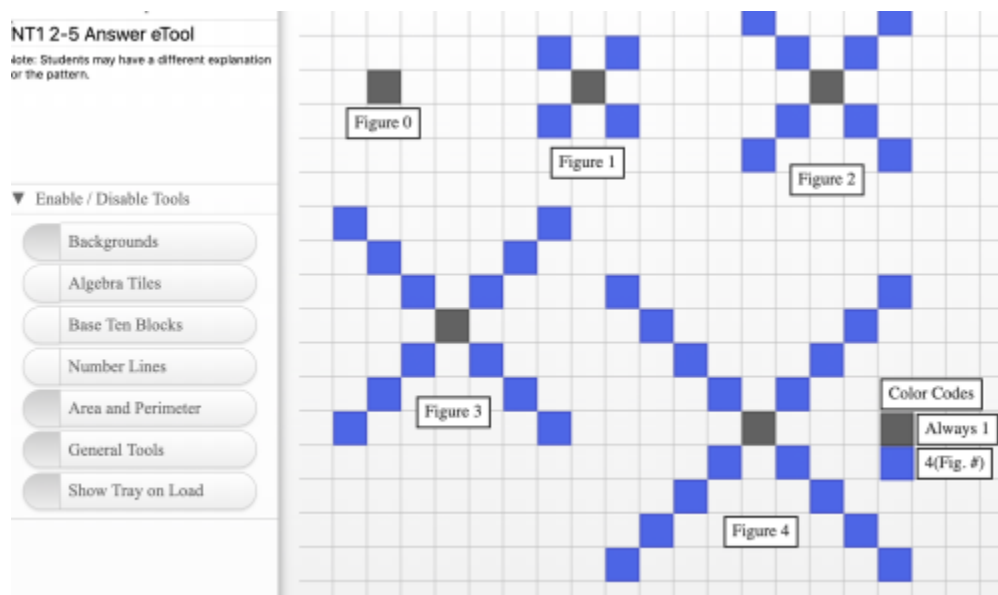 NT1 2-5 Answer eTool
Note: Students may have a different explanation
for the pattern.
▼ Enable / Disable Tools
Backgrounds
Algebra Tiles
Base Ten Blocks
Number Lines
Area and Perimeter
General Tools
Show Tray on Load
Figure 0
Figure 1
Figure 2
Figure 3
Figure 4
Color Codes
Always 1
4(Fig. #)